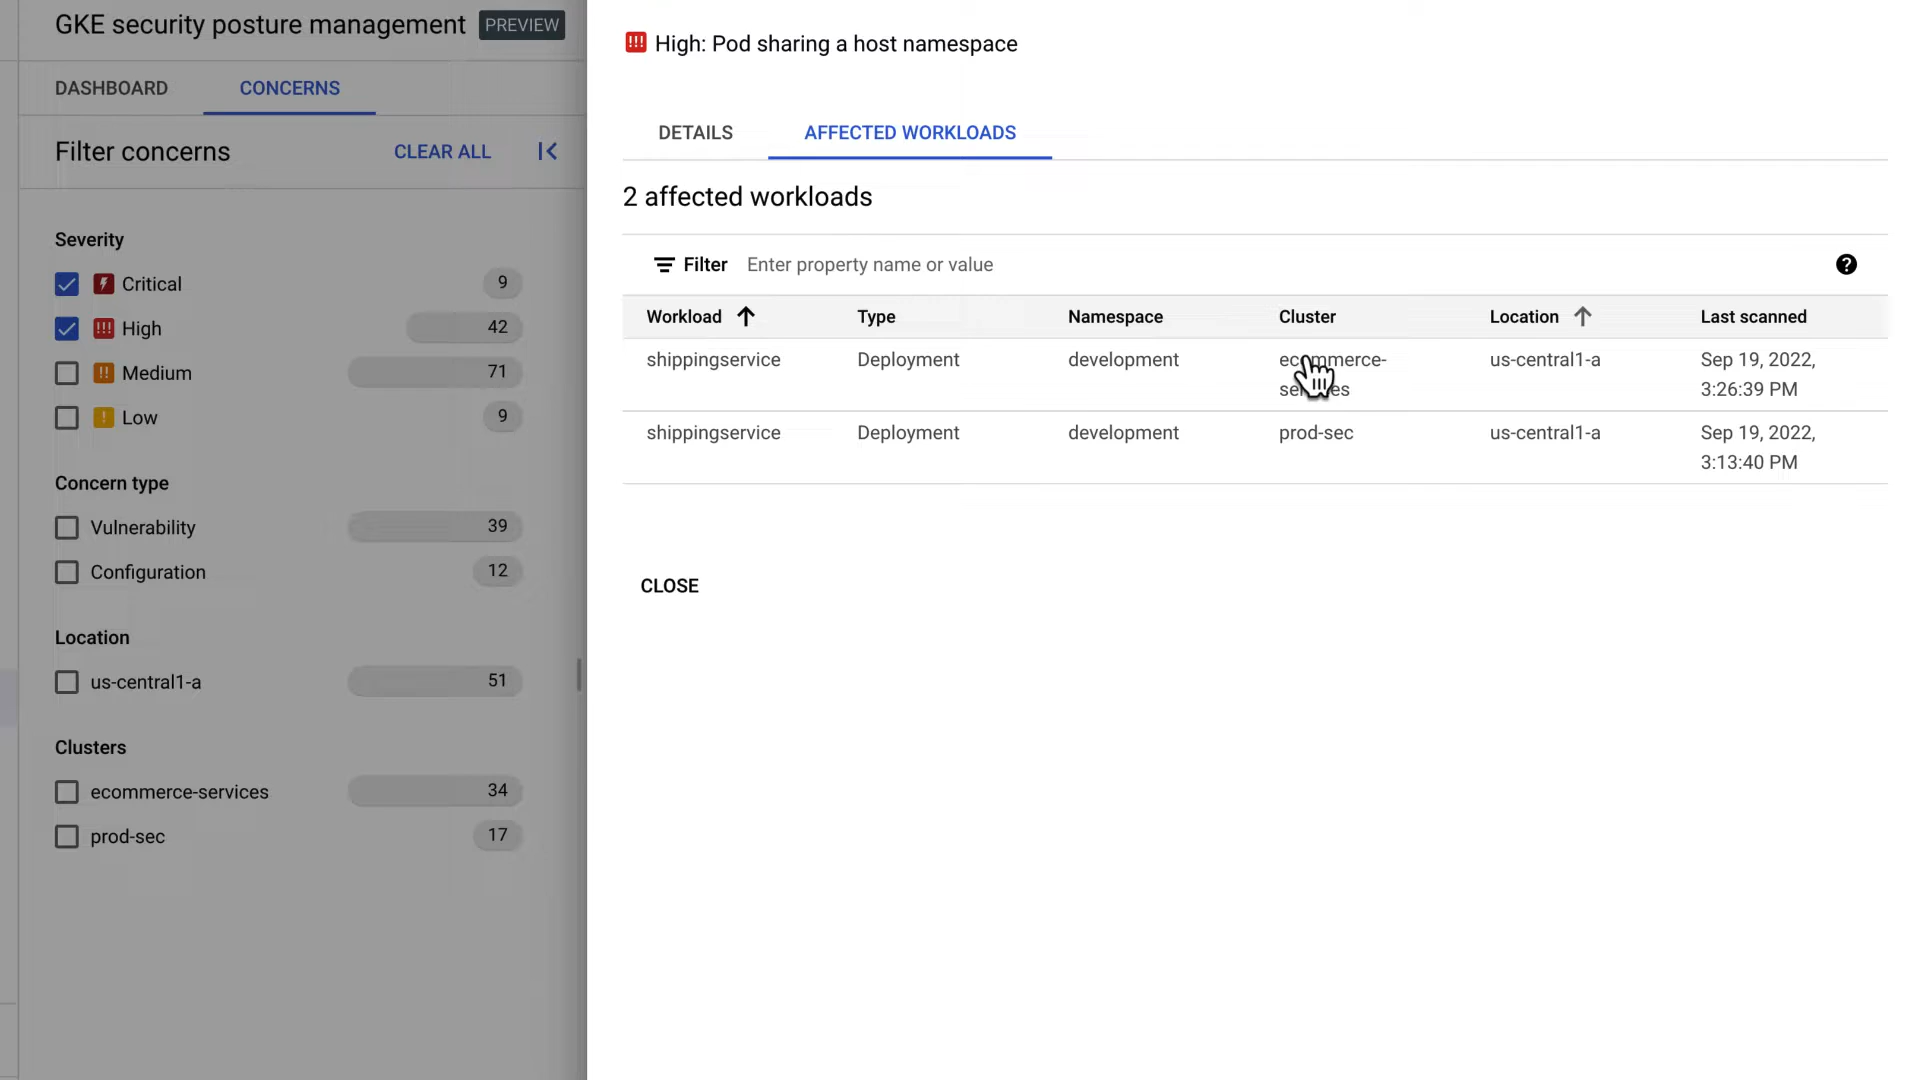 GKE security posture management PREVIEW
DASHBOARD CONCERNS
Filter concerns CLEAR ALL
Severity
Critical 9
High 42
Medium 71
Low 9
Concern type
Vulnerability 39
Configuration 12
Location
us-central1-a 51
Clusters
ecommerce-services 34
prod-sec 17
High: Pod sharing a host namespace
DETAILS AFFECTED WORKLOADS
2 affected workloads
Filter Enter property name or value
Workload Type Namespace Cluster Location Last scanned
shippingservice Deployment development ecommerce- us-central1-a Sep 19, 2022,
services 3:26:39 PM
shippingservice Deployment development prod-sec us-central1-a Sep 19, 2022,
3:13:40 PM
CLOSE